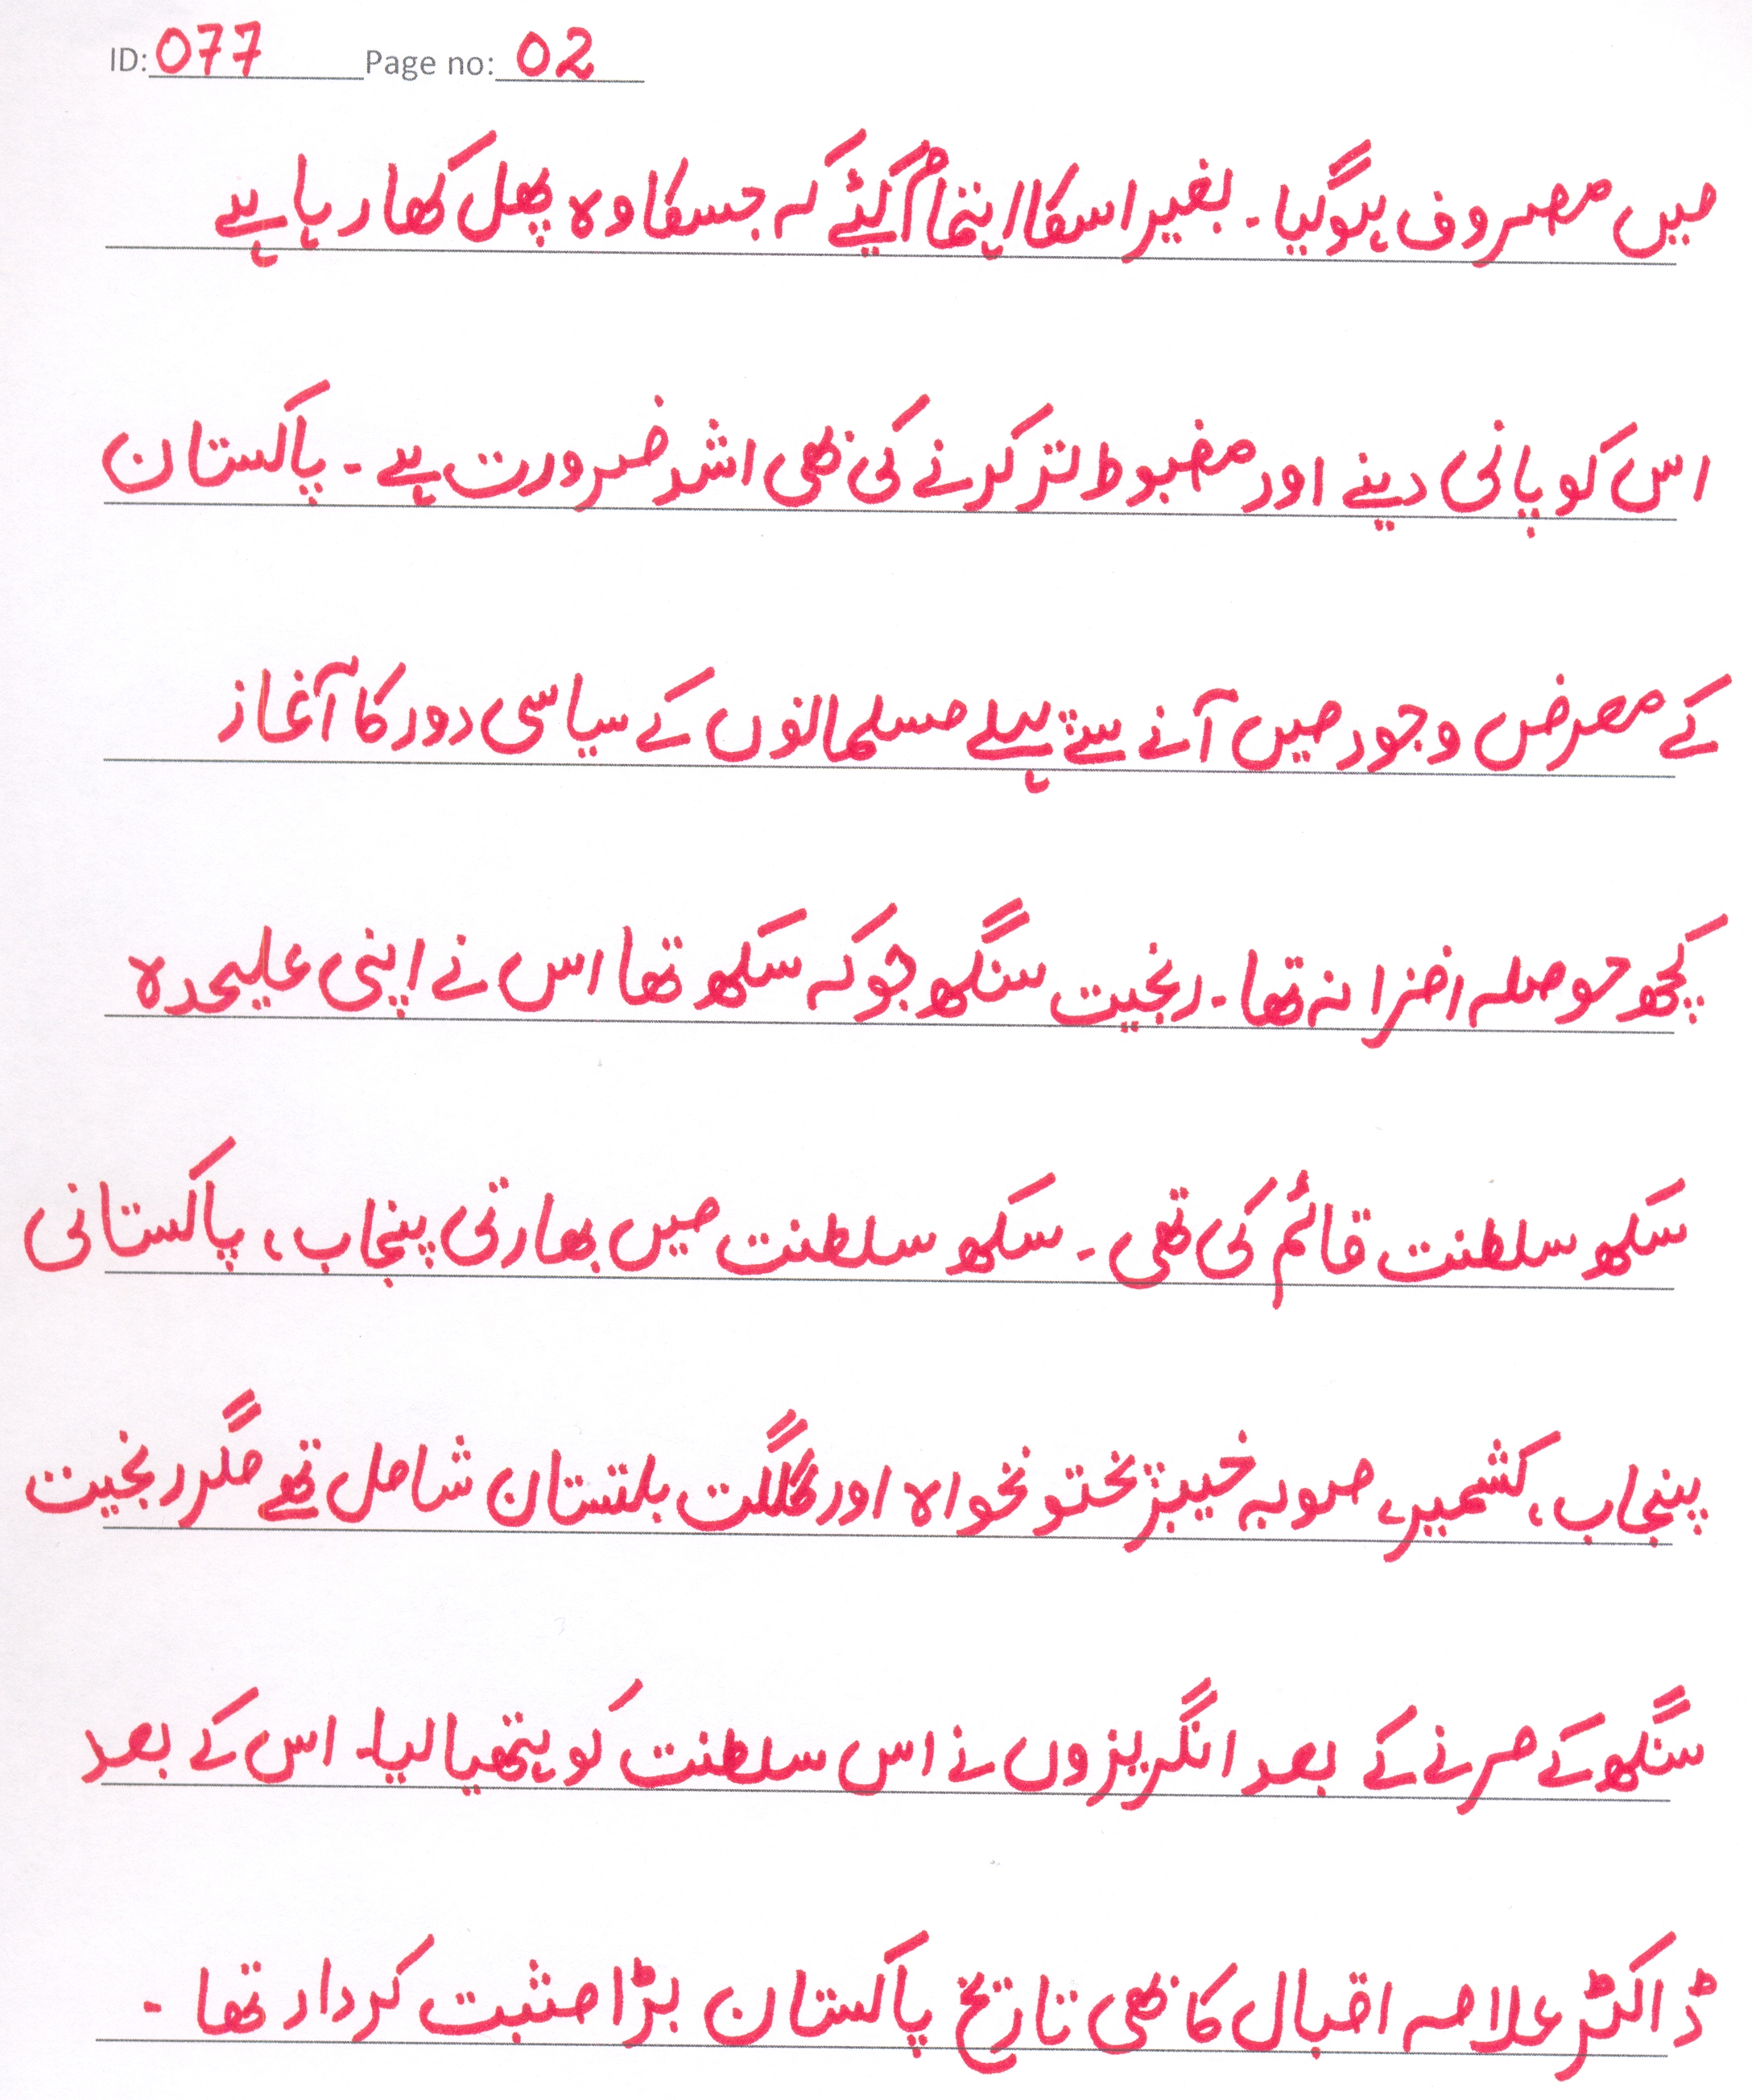 ID: 077 Page no: 02
میں مصروف ہوگیا ۔ بغیر اسکا اہتمام کیئے کہ جسکا وہ پھل کھا رہا ہے
اس کو پانی دینے اور مضبوط تر کرنے کی بھی اشد ضرورت ہے ۔ پاکستان
کے معرض وجود میں آنے سے پہلے مسلمانوں کے سیاسی دور کا آغاز
کچھ حوصلہ افزا نہ تھا ۔ رنجیت سنگھ جو کہ سکھ تھا اس نے اپنی علیحدہ
سکھ سلطنت قائم کی تھی ۔ سکھ سلطنت میں بھارتی پنجاب، پاکستانی
پنجاب، کشمیر، صوبہ خیبر پختونخواہ اور گلگت بلتستان شامل تھے مگر رنجیت
سنگھ کے مرنے کے بعد انگریزوں نے اس سلطنت کو ہتھیا لیا۔ اس کے بعد
ڈاکٹر علامہ اقبال کا بھی تاریخ پاکستان بڑا مثبت کردار تھا ۔